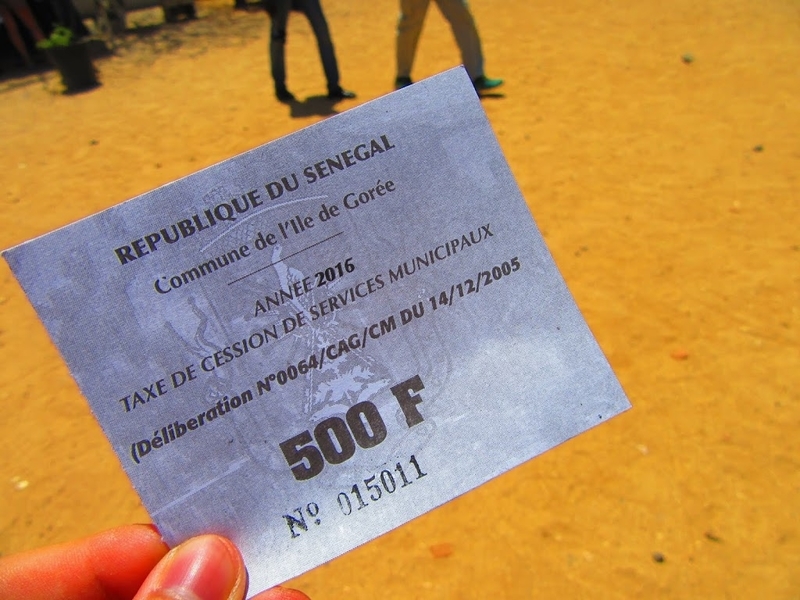 REPUBLIQUE DU SENEGAL
Commune de l'Ile de Gorée
ANNÉE 2016
TAXE DE CESSION DE SERVICES MUNICIPAUX
(Déliberation N°0064/CAG/CM DU 14/12/2005
500 F
Nº 015011